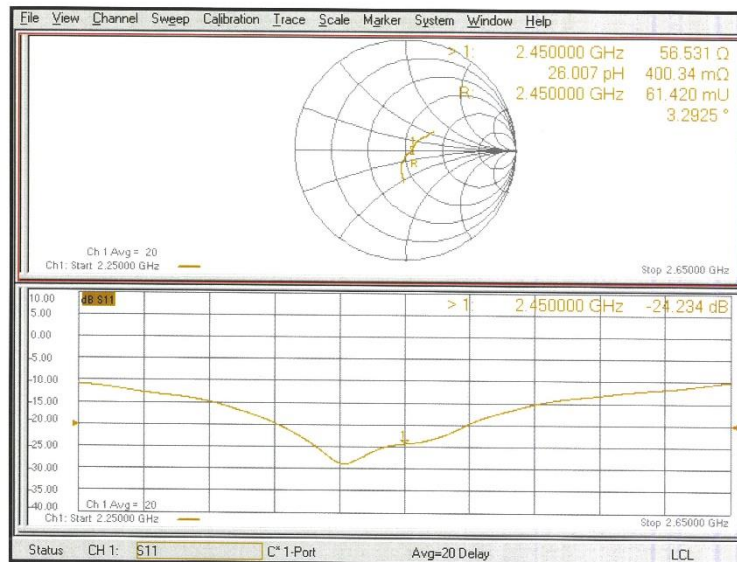 File View Channel Sweep Calibration Trace Scale Marker System Window Help
> 1: 2.450000 GHz 56.531 Ω
26.007 pH 400.34 mΩ
R: 2.450000 GHz 61.420 mU
3.2925 °
1
R
Ch 1 Avg = 20
Ch1: Start 2.25000 GHz
Stop 2.65000 GHz
10.00 dB S11 > 1: 2.450000 GHz -24.234 dB
5.00
0.00
-5.00
-10.00
-15.00
-20.00
1
-25.00
-30.00
-35.00
-40.00 Ch 1 Avg = 20
Ch1: Start 2.25000 GHz
Stop 2.65000 GHz
Status CH 1: S11 C* 1-Port Avg=20 Delay LCL